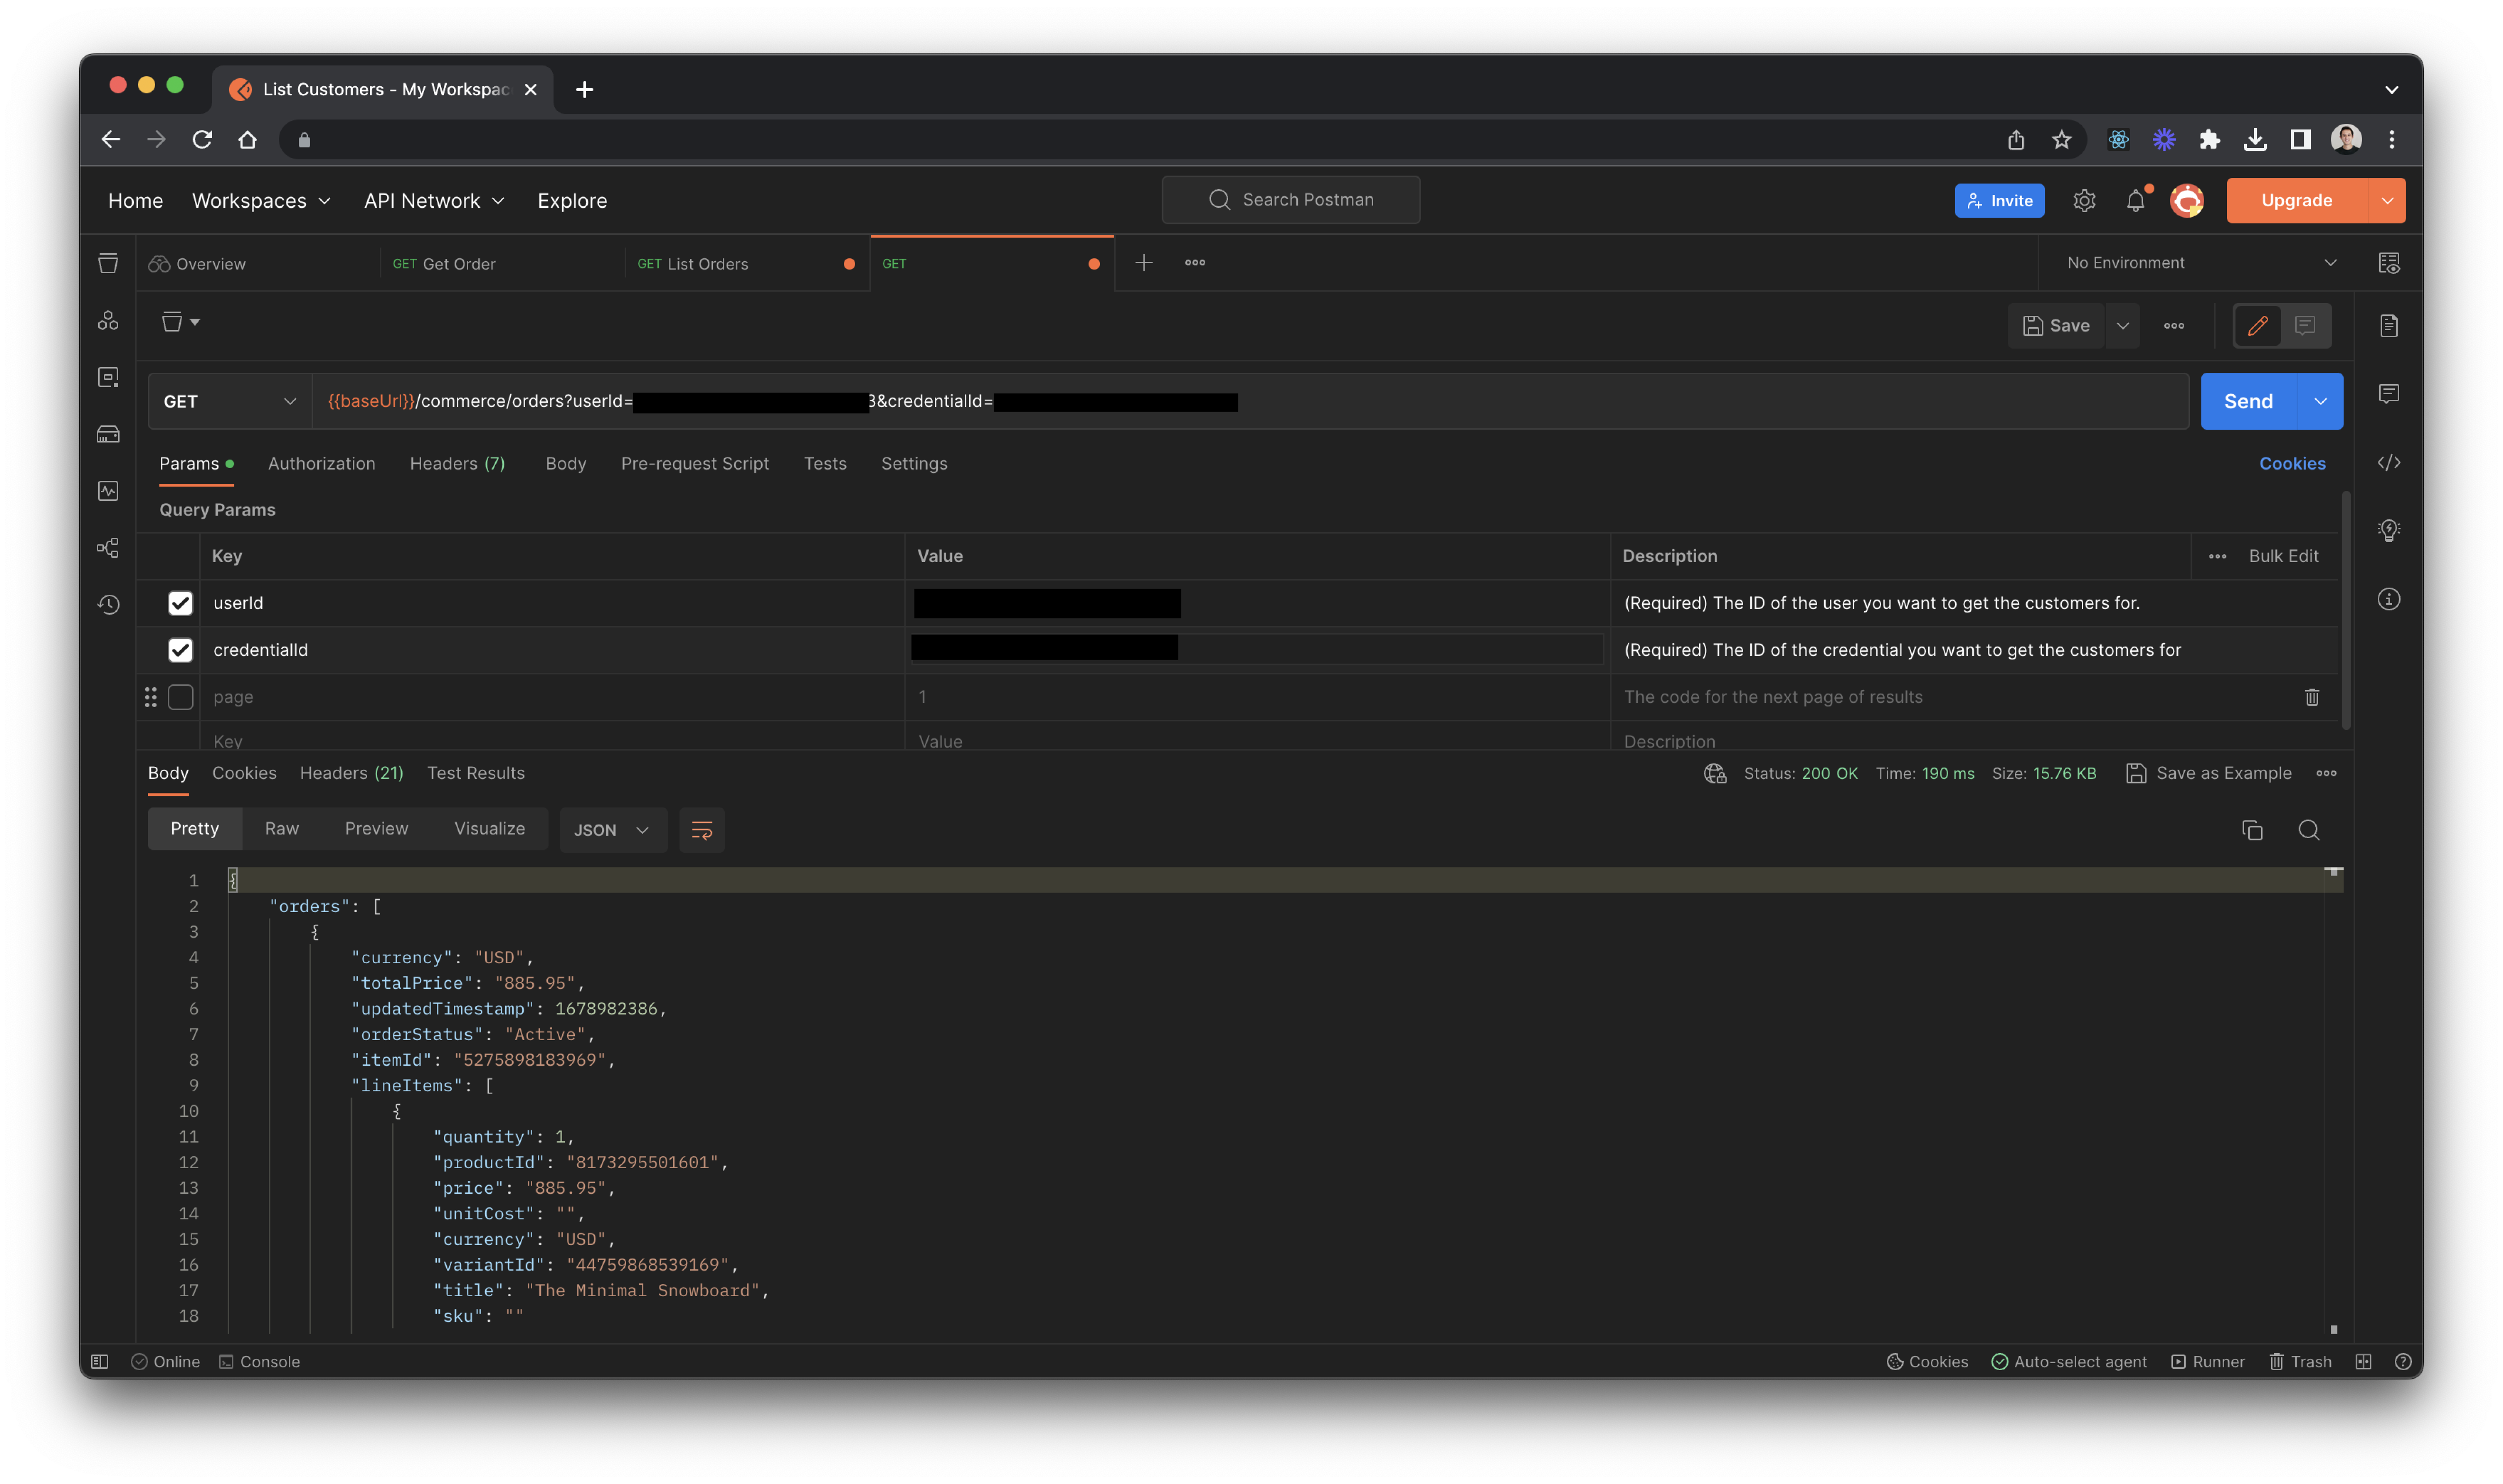 List Customers - My Workspac
Home Workspaces API Network Explore Search Postman Invite Upgrade
Overview GET Get Order GET List Orders GET No Environment
Save
GET {{baseUrl}}/commerce/orders?userId= 3&credentialId= Send
Params Authorization Headers (7) Body Pre-request Script Tests Settings Cookies
Query Params
Key Value Description Bulk Edit
userId (Required) The ID of the user you want to get the customers for.
credentialId (Required) The ID of the credential you want to get the customers for
page 1 The code for the next page of results
Key Value Description
Body Cookies Headers (21) Test Results Status: 200 OK Time: 190 ms Size: 15.76 KB Save as Example
Pretty Raw Preview Visualize JSON
1 {
2 "orders": [
3 {
4 "currency": "USD",
5 "totalPrice": "885.95",
6 "updatedTimestamp": 1678982386,
7 "orderStatus": "Active",
8 "itemId": "5275898183969",
9 "lineItems": [
10 {
11 "quantity": 1,
12 "productId": "8173295501601",
13 "price": "885.95",
14 "unitCost": "",
15 "currency": "USD",
16 "variantId": "44759868539169",
17 "title": "The Minimal Snowboard",
18 "sku": ""
Online Console Cookies Auto-select agent Runner Trash